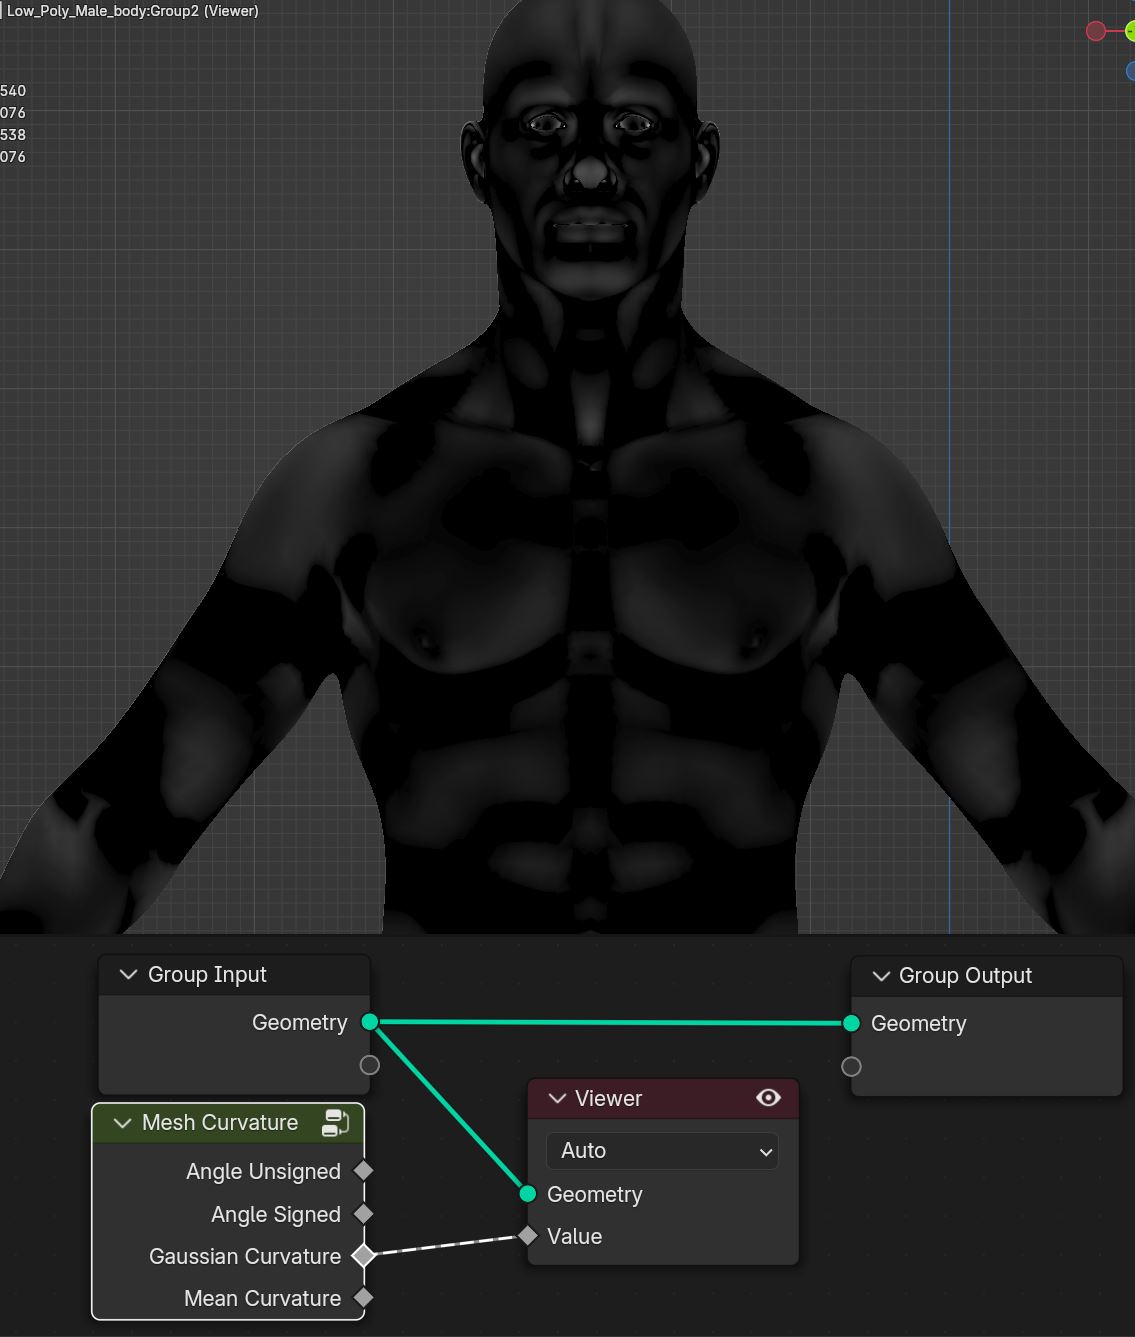 Low_Poly_Male_body:Group2 (Viewer)
540
076
538
076
Group Input
Geometry
Group Output
Geometry
Mesh Curvature
Angle Unsigned
Angle Signed
Gaussian Curvature
Mean Curvature
Viewer
Auto
Geometry
Value